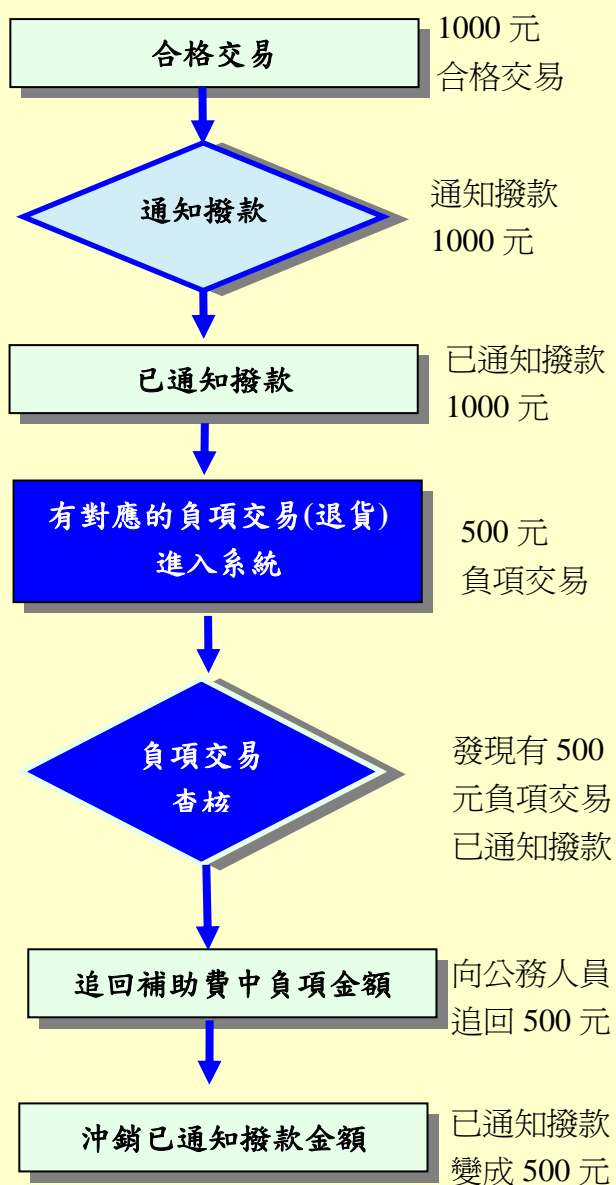 合格交易
1000 元
合格交易
通知撥款
通知撥款
1000 元
已通知撥款
已通知撥款
1000 元
有對應的負項交易(退貨)
進入系統
500 元
負項交易
負項交易
查核
發現有 500
元負項交易
已通知撥款
追回補助費中負項金額
向公務人員
追回 500 元
沖銷已通知撥款金額
已通知撥款
變成 500 元